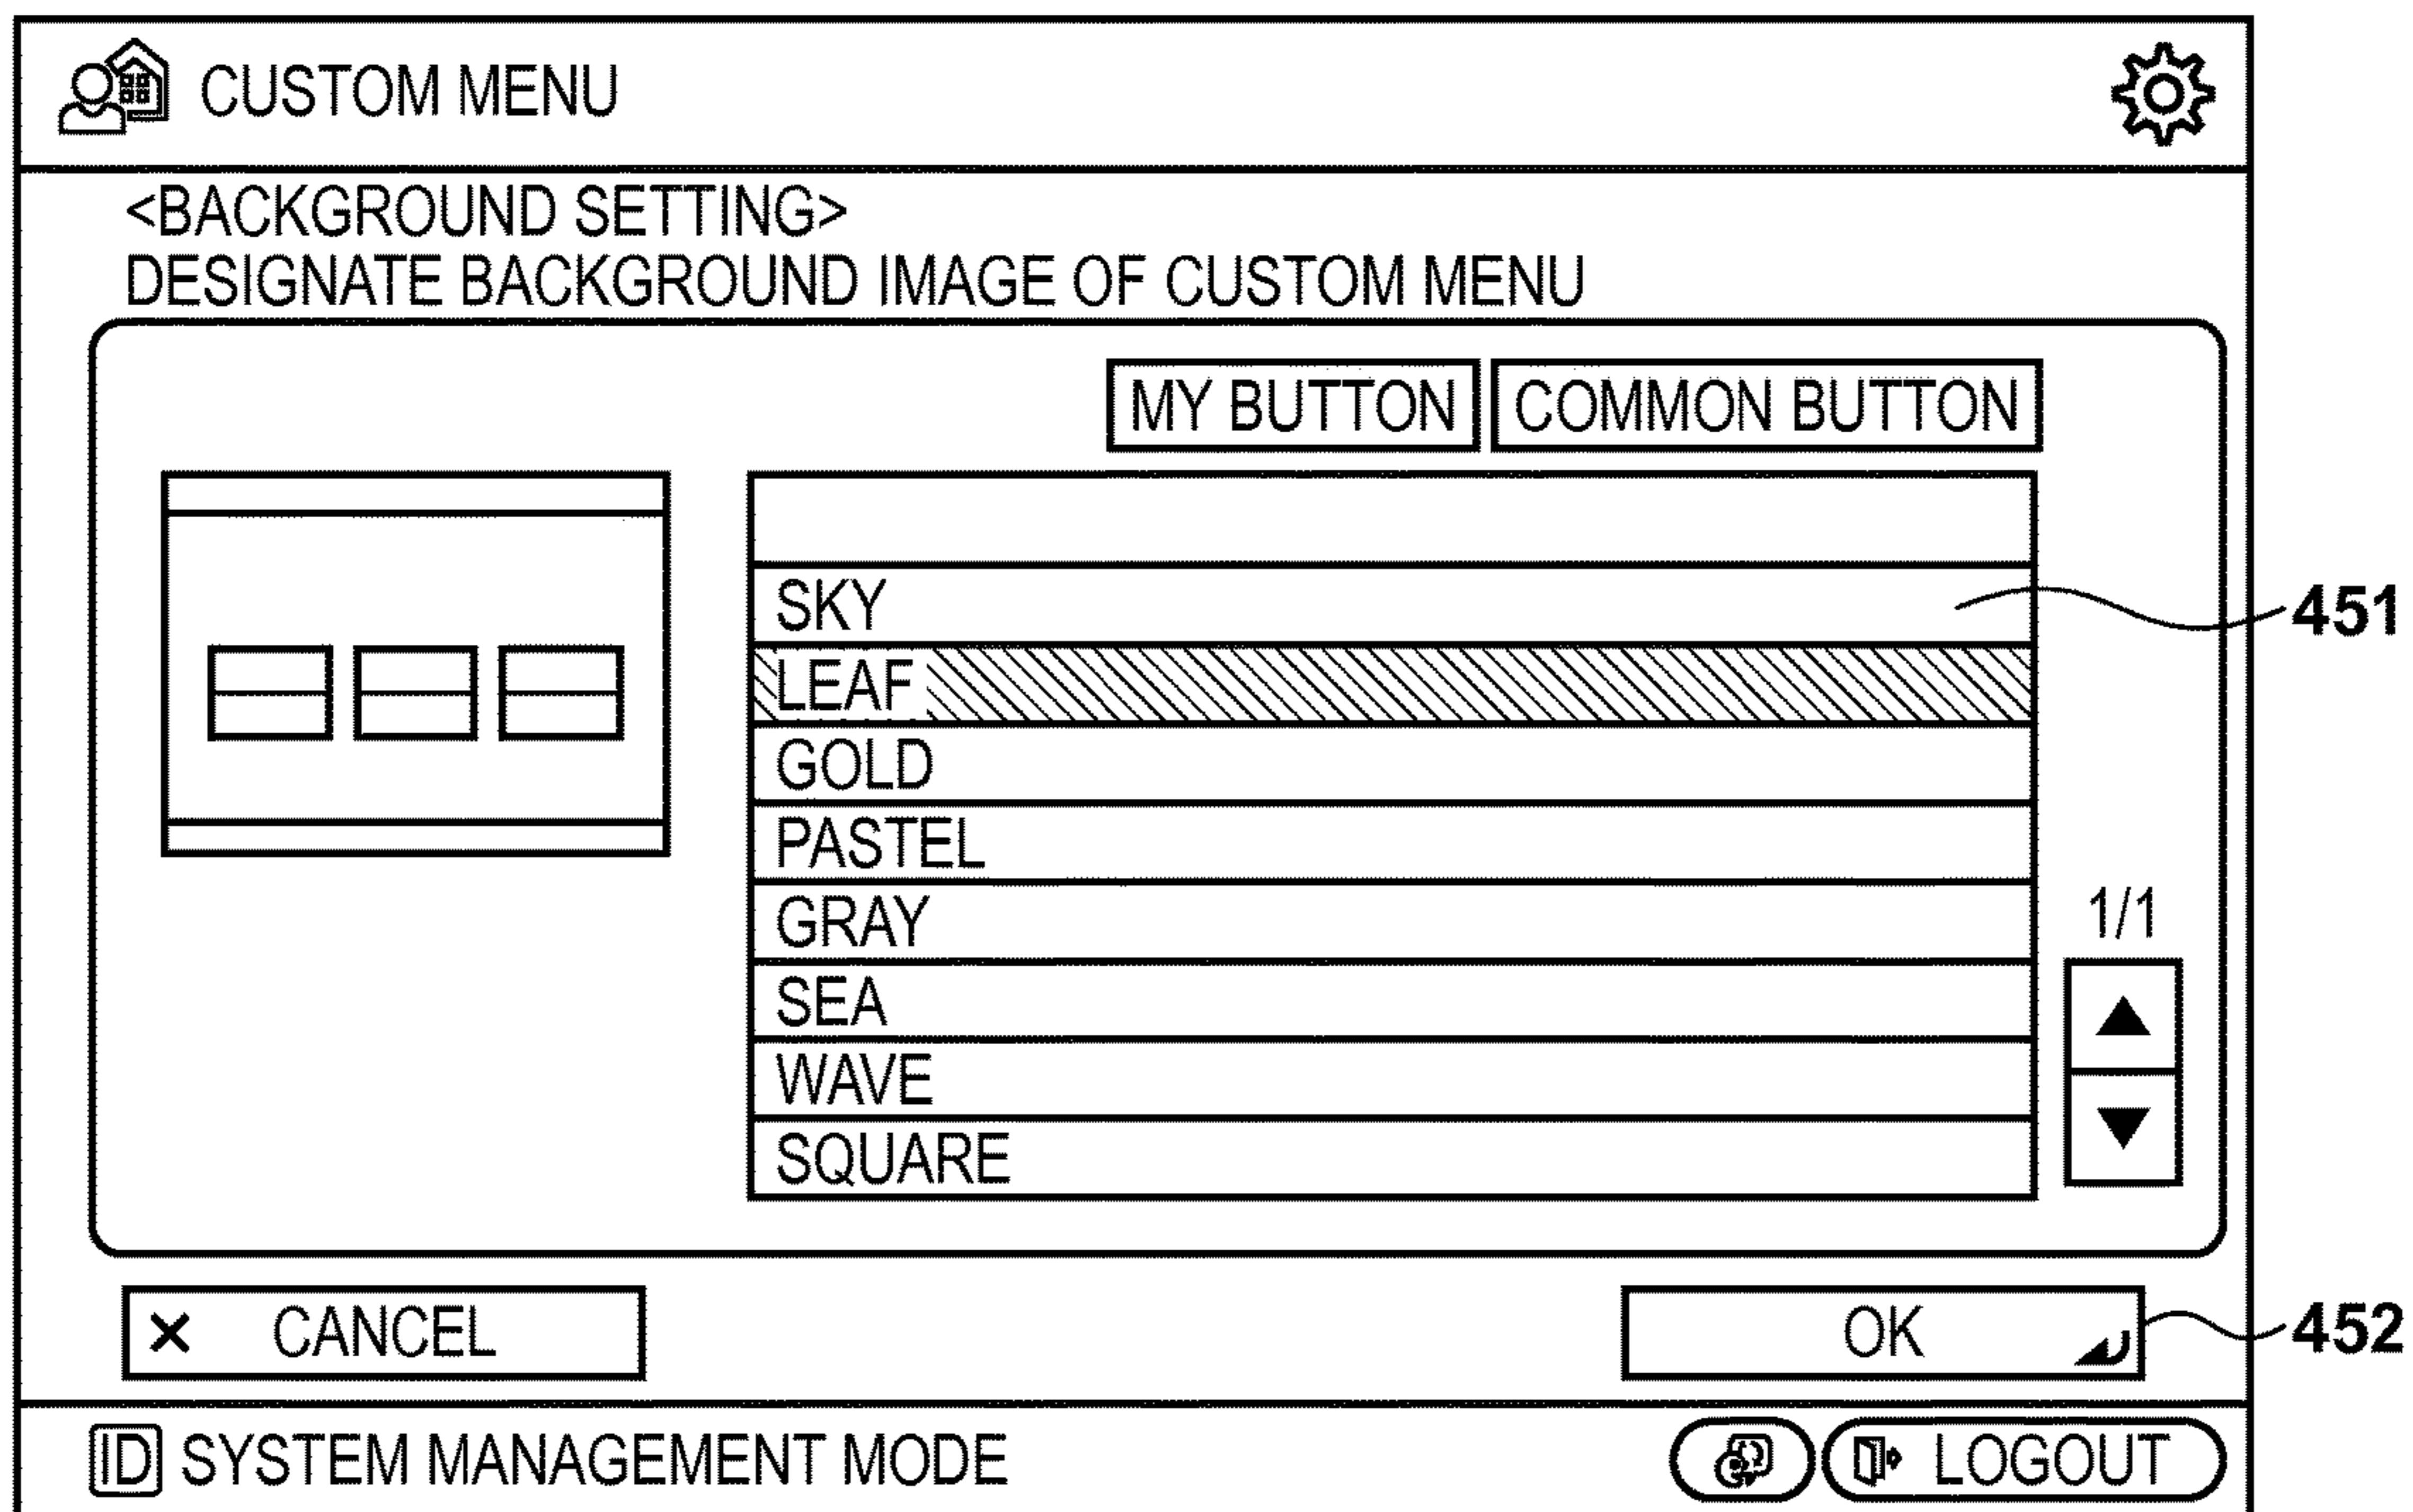 CUSTOM MENU
<BACKGROUND SETTING>
DESIGNATE BACKGROUND IMAGE OF CUSTOM MENU
MY BUTTON COMMON BUTTON
SKY
451
LEAF
GOLD
PASTEL
GRAY
1/1
SEA
WAVE
SQUARE
× CANCEL
OK
452
ID SYSTEM MANAGEMENT MODE
LOGOUT